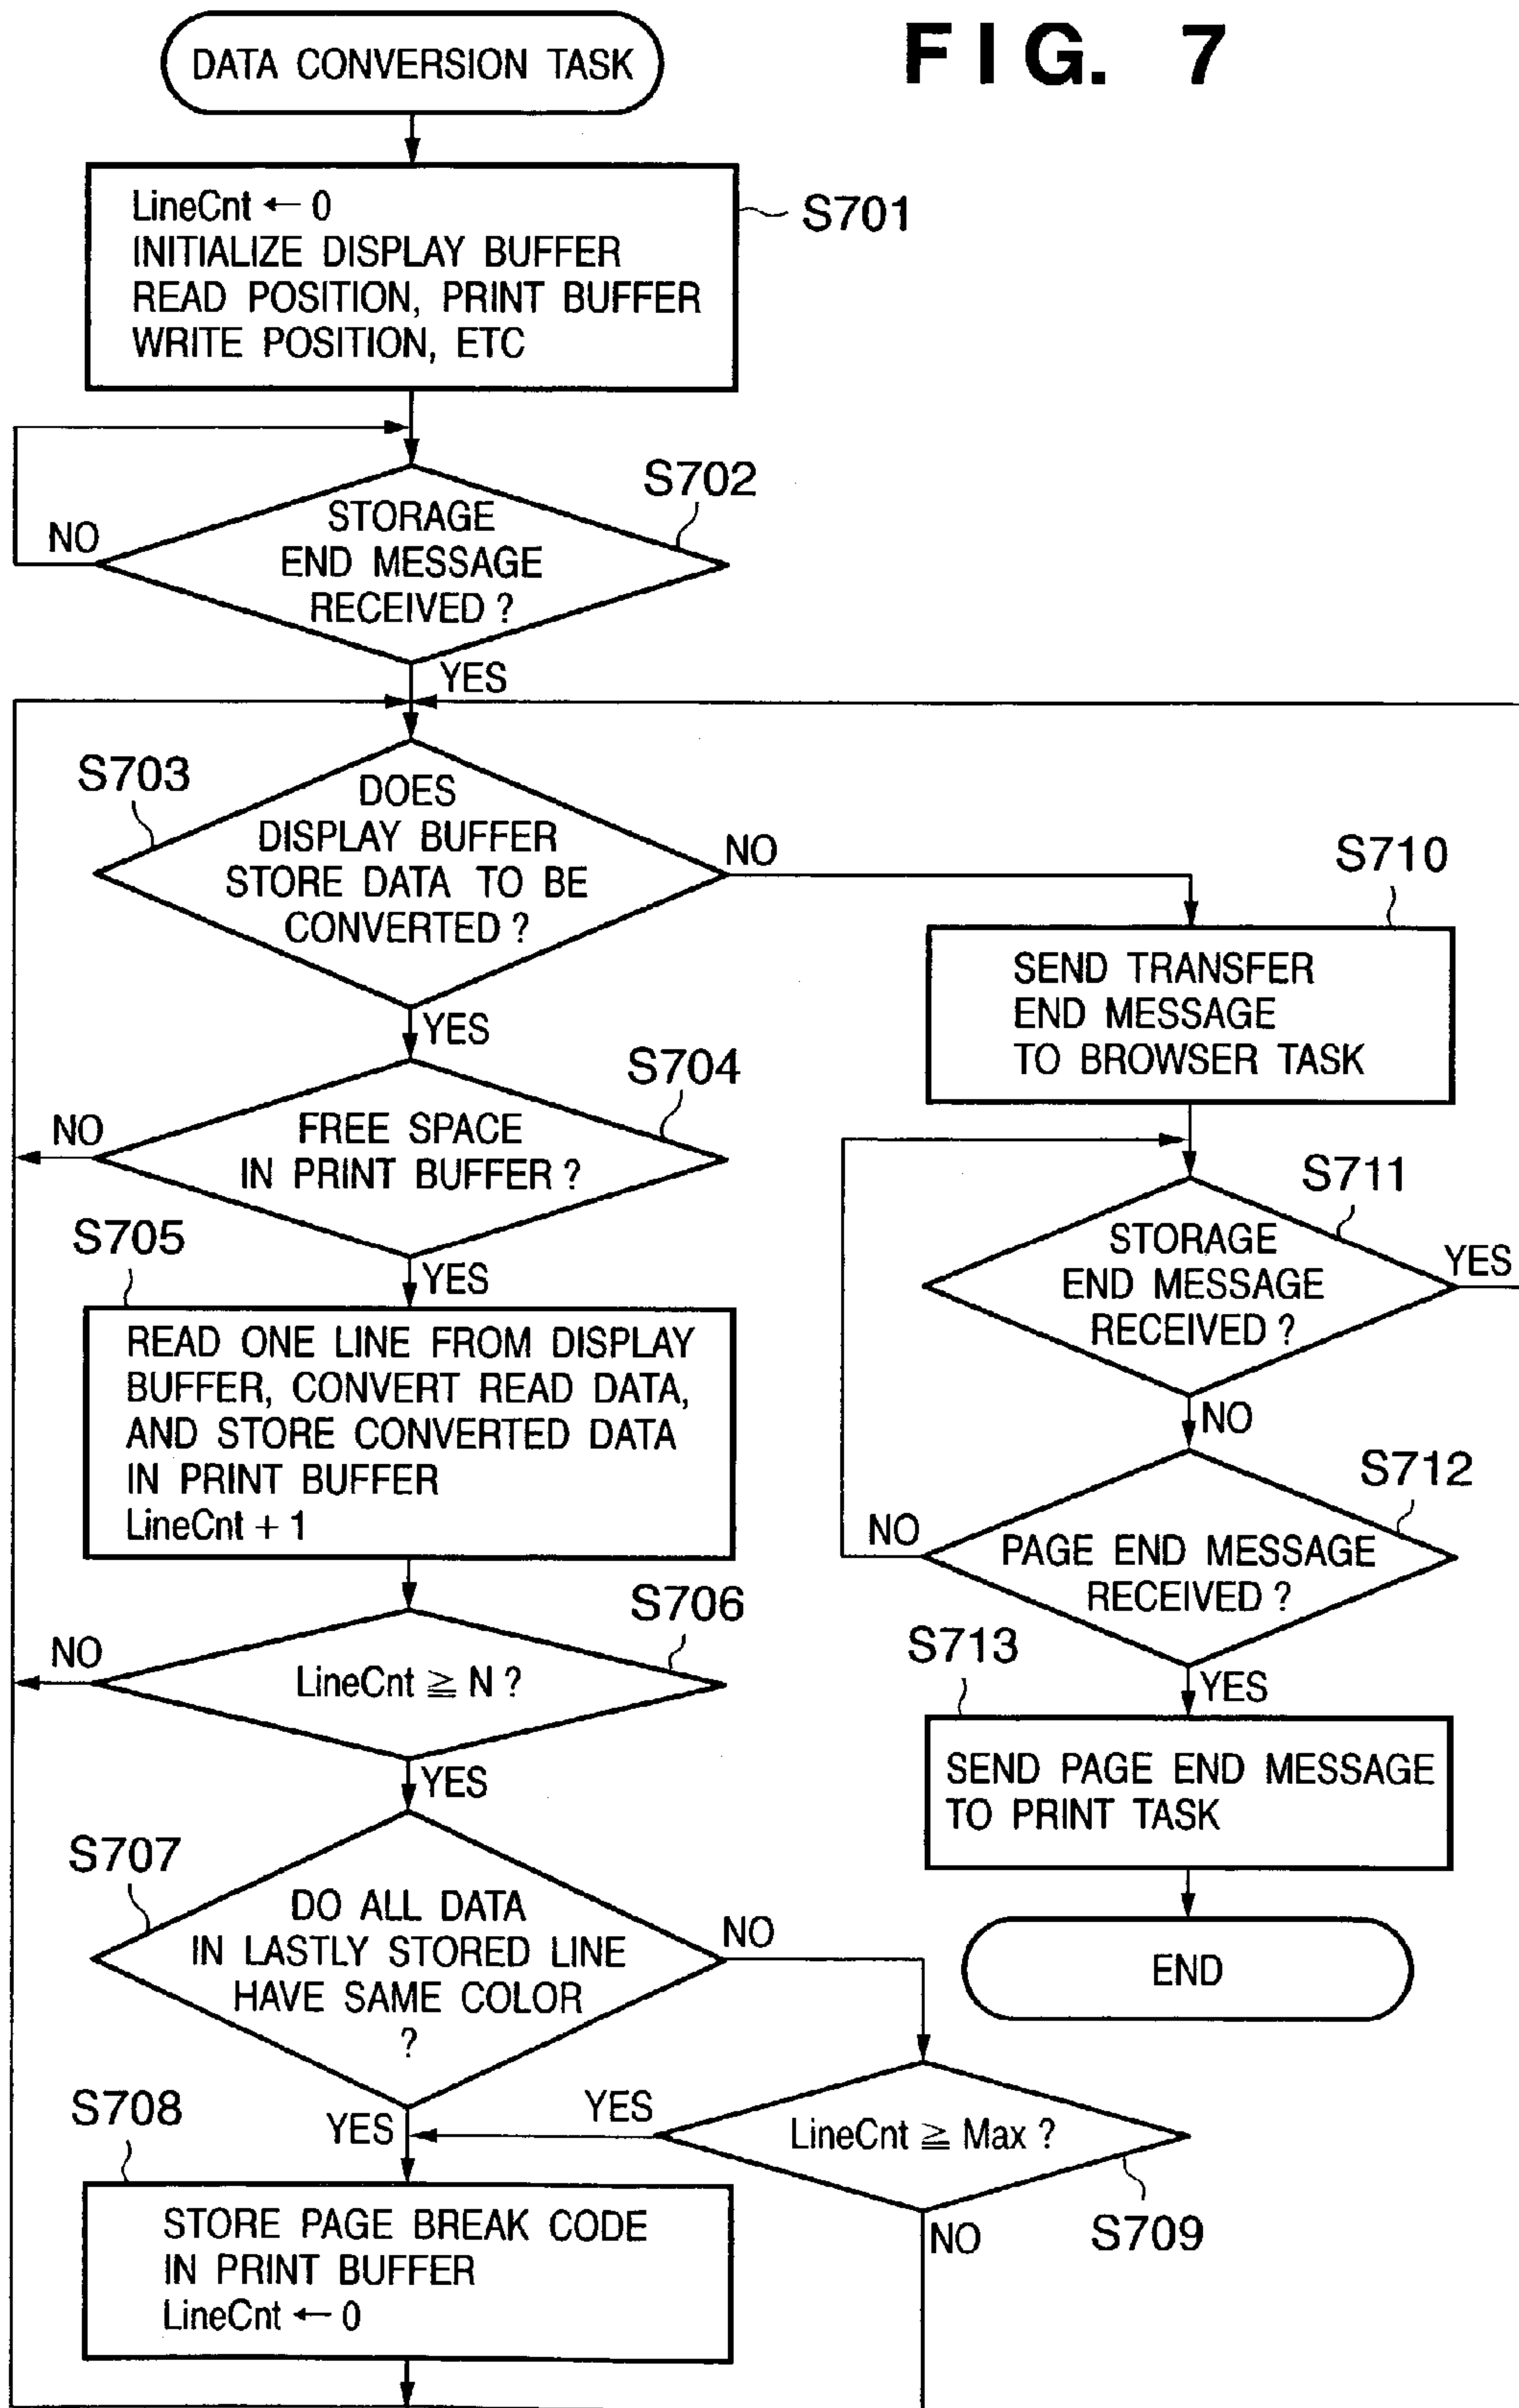 FIG. 7
DATA CONVERSION TASK
LineCnt ← 0
INITIALIZE DISPLAY BUFFER
READ POSITION, PRINT BUFFER
WRITE POSITION, ETC
S701
S702
STORAGE
END MESSAGE
RECEIVED ?
NO
YES
S703
DOES
DISPLAY BUFFER
STORE DATA TO BE
CONVERTED ?
NO
YES
S704
FREE SPACE
IN PRINT BUFFER ?
NO
YES
S705
READ ONE LINE FROM DISPLAY
BUFFER, CONVERT READ DATA,
AND STORE CONVERTED DATA
IN PRINT BUFFER
LineCnt + 1
S706
LineCnt ≧ N ?
NO
YES
S707
DO ALL DATA
IN LASTLY STORED LINE
HAVE SAME COLOR
?
NO
YES
S708
STORE PAGE BREAK CODE
IN PRINT BUFFER
LineCnt ← 0
LineCnt ≧ Max ?
YES
NO
S709
S710
SEND TRANSFER
END MESSAGE
TO BROWSER TASK
S711
STORAGE
END MESSAGE
RECEIVED ?
YES
NO
S712
PAGE END MESSAGE
RECEIVED ?
NO
YES
S713
SEND PAGE END MESSAGE
TO PRINT TASK
END